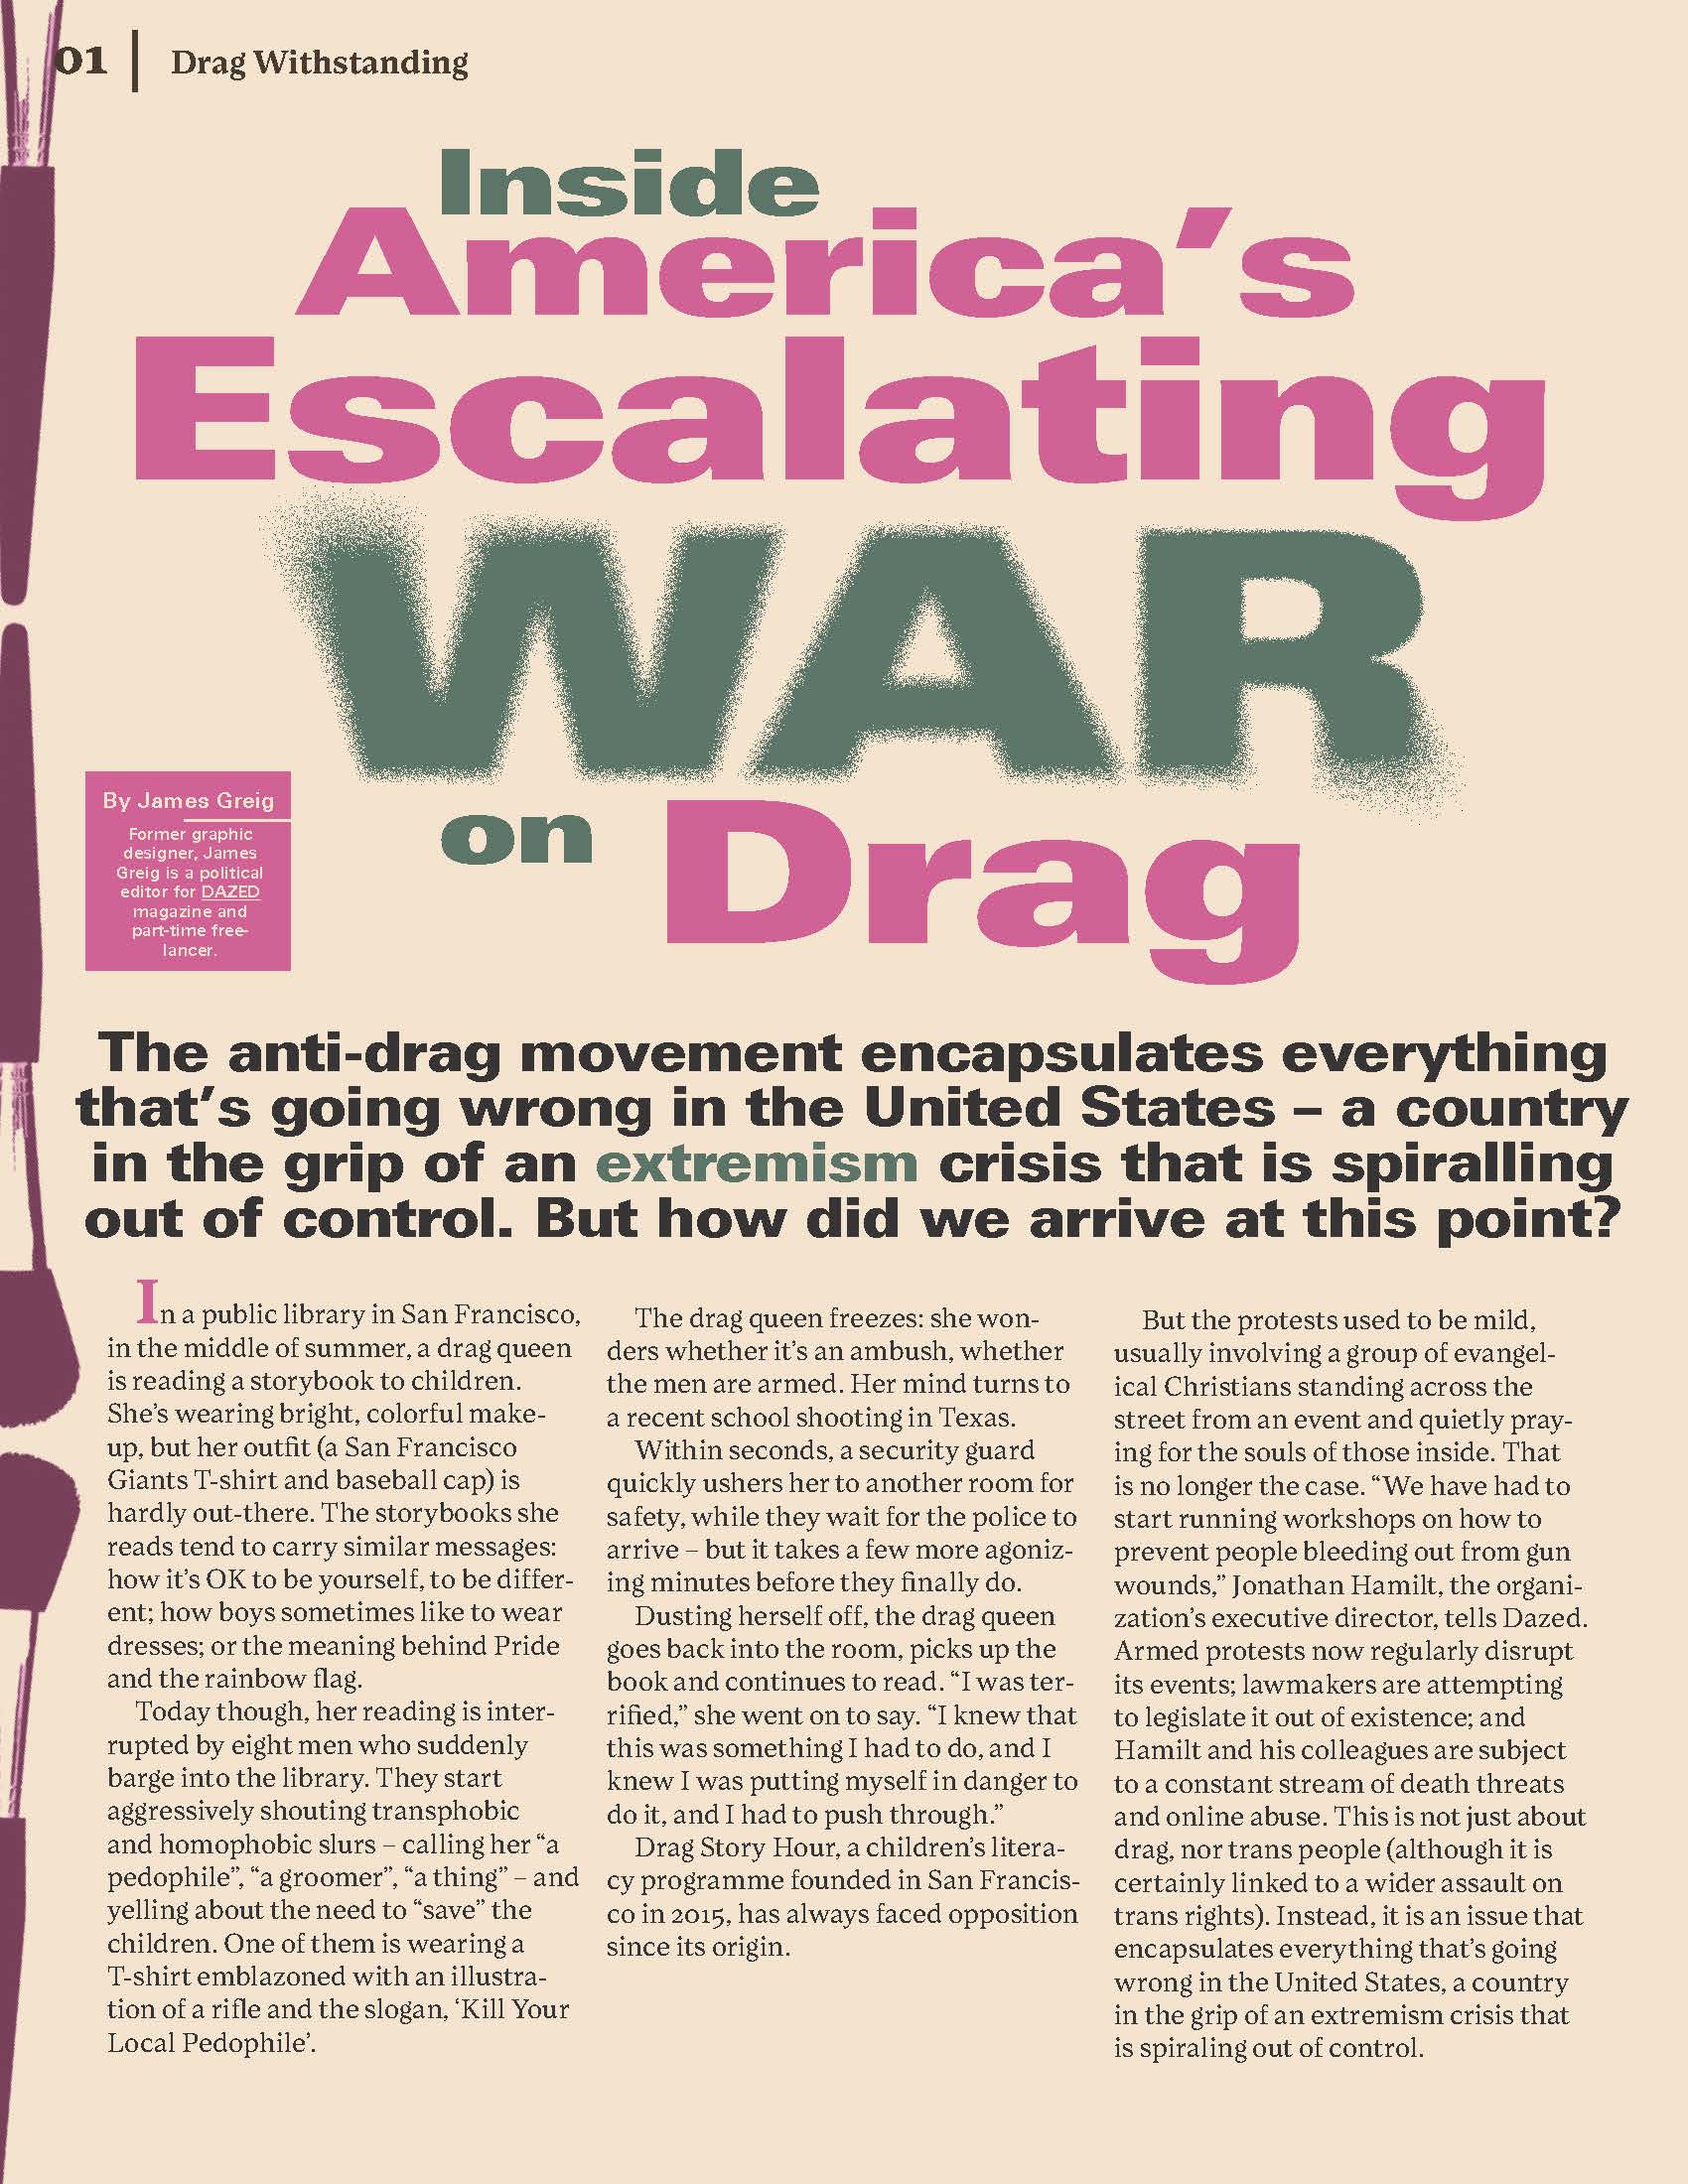 01 | Drag Withstanding
Inside
America’s
Escalating
WAR
on Drag
By James Greig
Former graphic
designer, James
Greig is a political
editor for DAZED
magazine and
part-time free-
lancer.
The anti-drag movement encapsulates everything
that’s going wrong in the United States – a country
in the grip of an extremism crisis that is spiralling
out of control. But how did we arrive at this point?
In a public library in San Francisco,
in the middle of summer, a drag queen
is reading a storybook to children.
She’s wearing bright, colorful make-
up, but her outfit (a San Francisco
Giants T-shirt and baseball cap) is
hardly out-there. The storybooks she
reads tend to carry similar messages:
how it’s OK to be yourself, to be differ-
ent; how boys sometimes like to wear
dresses; or the meaning behind Pride
and the rainbow flag.
Today though, her reading is inter-
rupted by eight men who suddenly
barge into the library. They start
aggressively shouting transphobic
and homophobic slurs – calling her “a
pedophile”, “a groomer”, “a thing” – and
yelling about the need to “save” the
children. One of them is wearing a
T-shirt emblazoned with an illustra-
tion of a rifle and the slogan, ‘Kill Your
Local Pedophile’.
The drag queen freezes: she won-
ders whether it’s an ambush, whether
the men are armed. Her mind turns to
a recent school shooting in Texas.
Within seconds, a security guard
quickly ushers her to another room for
safety, while they wait for the police to
arrive – but it takes a few more agoniz-
ing minutes before they finally do.
Dusting herself off, the drag queen
goes back into the room, picks up the
book and continues to read. “I was ter-
rified,” she went on to say. “I knew that
this was something I had to do, and I
knew I was putting myself in danger to
do it, and I had to push through.”
Drag Story Hour, a children’s litera-
cy programme founded in San Francis-
co in 2015, has always faced opposition
since its origin.
But the protests used to be mild,
usually involving a group of evangel-
ical Christians standing across the
street from an event and quietly pray-
ing for the souls of those inside. That
is no longer the case. “We have had to
start running workshops on how to
prevent people bleeding out from gun
wounds,” Jonathan Hamilt, the organi-
zation’s executive director, tells Dazed.
Armed protests now regularly disrupt
its events; lawmakers are attempting
to legislate it out of existence; and
Hamilt and his colleagues are subject
to a constant stream of death threats
and online abuse. This is not just about
drag, nor trans people (although it is
certainly linked to a wider assault on
trans rights). Instead, it is an issue that
encapsulates everything that’s going
wrong in the United States, a country
in the grip of an extremism crisis that
is spiraling out of control.